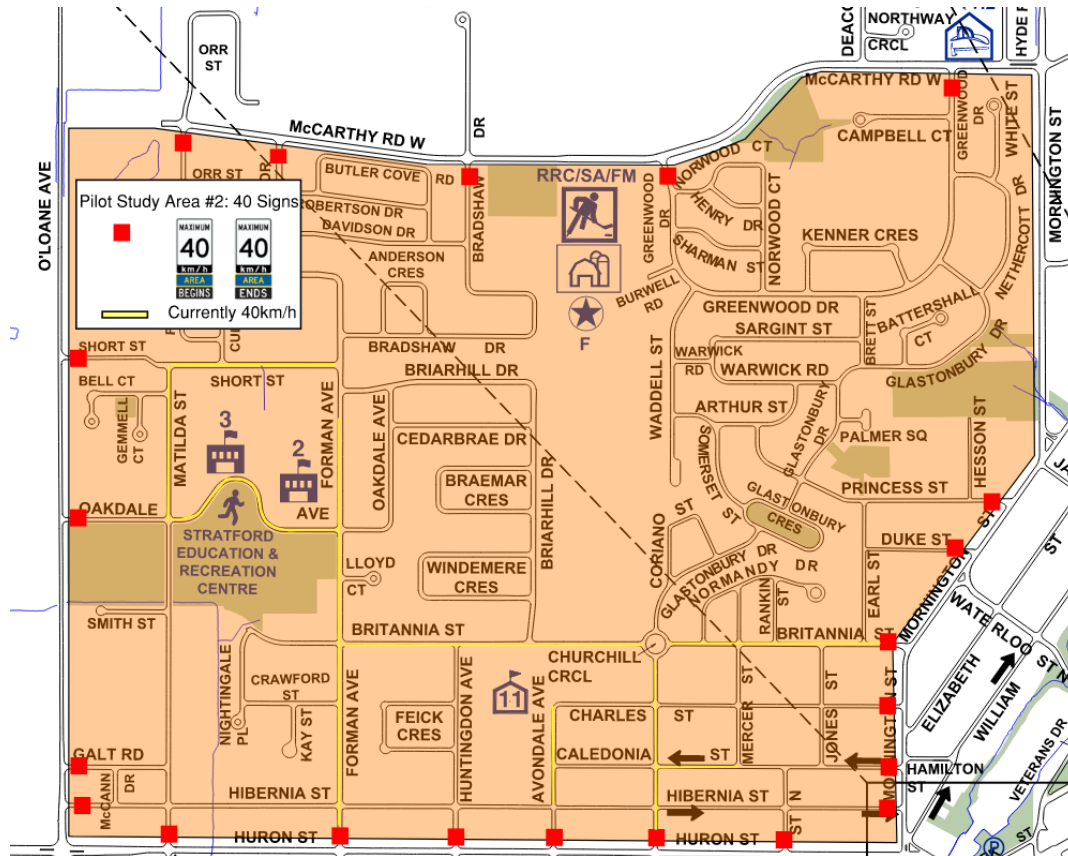 NORTHWAY
CRCL
DEACO
HYDE R
ORR
ST
McCARTHY RD W
McCARTHY RD W
DR
GREENWOOD
DR
WHITE ST
MORNINGTON ST
CAMPBELL CT
O'LOANE AVE
ORR ST
DR
BUTLER COVE RD
ROBERTSON DR
DAVIDSON DR
BRADSHAW
RRC/SA/FM
GREENWOOD
DR
NORWOOD CT
HENRY DR
SHARMAN ST
NORWOOD CT
KENNER CRES
NETHERCOTT DR
Pilot Study Area #2: 40 Signs
MAXIMUM
40
km/h
AREA
BEGINS
MAXIMUM
40
km/h
AREA
ENDS
Currently 40km/h
ANDERSON
CRES
BURWELL
RD
F
GREENWOOD DR
SARGINT ST
BRETT ST
BATTERSHALL
CT
GLASTONBURY DR
SHORT ST
CU
BRADSHAW DR
BRIARHILL DR
WADDELL ST
WARWICK
RD
WARWICK RD
BELL CT
SHORT ST
GEMMELL
CT
MATILDA ST
3
2
FORMAN AVE
OAKDALE AVE
ARTHUR ST
GLASTONBURY
DR
PALMER SQ
HESSON ST
CEDARBRAE DR
BRAEMAR
CRES
BRIARHILL DR
SOMERSET ST
PRINCESS ST
JA
OAKDALE
AVE
GLASTONBURY
CRES
STRATFORD
EDUCATION &
RECREATION
CENTRE
CORIANO ST
DUKE ST
ST
MORNINGTON ST
LLOYD
CT
WINDEMERE
CRES
GLASTONBURY DR
NORMANDY DR
RANKIN
ST
EARL ST
SMITH ST
BRITANNIA ST
BRITANNIA ST
WATERLOO ST N
ELIZABETH
WILLIAM
CHURCHILL
CRCL
NIGHTINGALE
PL
CRAWFORD
ST
KAY ST
FORMAN AVE
FEICK
CRES
HUNTINGDON AVE
11
AVONDALE AVE
CHARLES ST
MERCER ST
JONES ST
MORNINGTON ST
CALEDONIA ST
GALT RD
McCANN
DR
HIBERNIA ST
HIBERNIA ST
ST N
HAMILTON
ST
VETERANS DR
HURON ST
HURON ST
P
ST